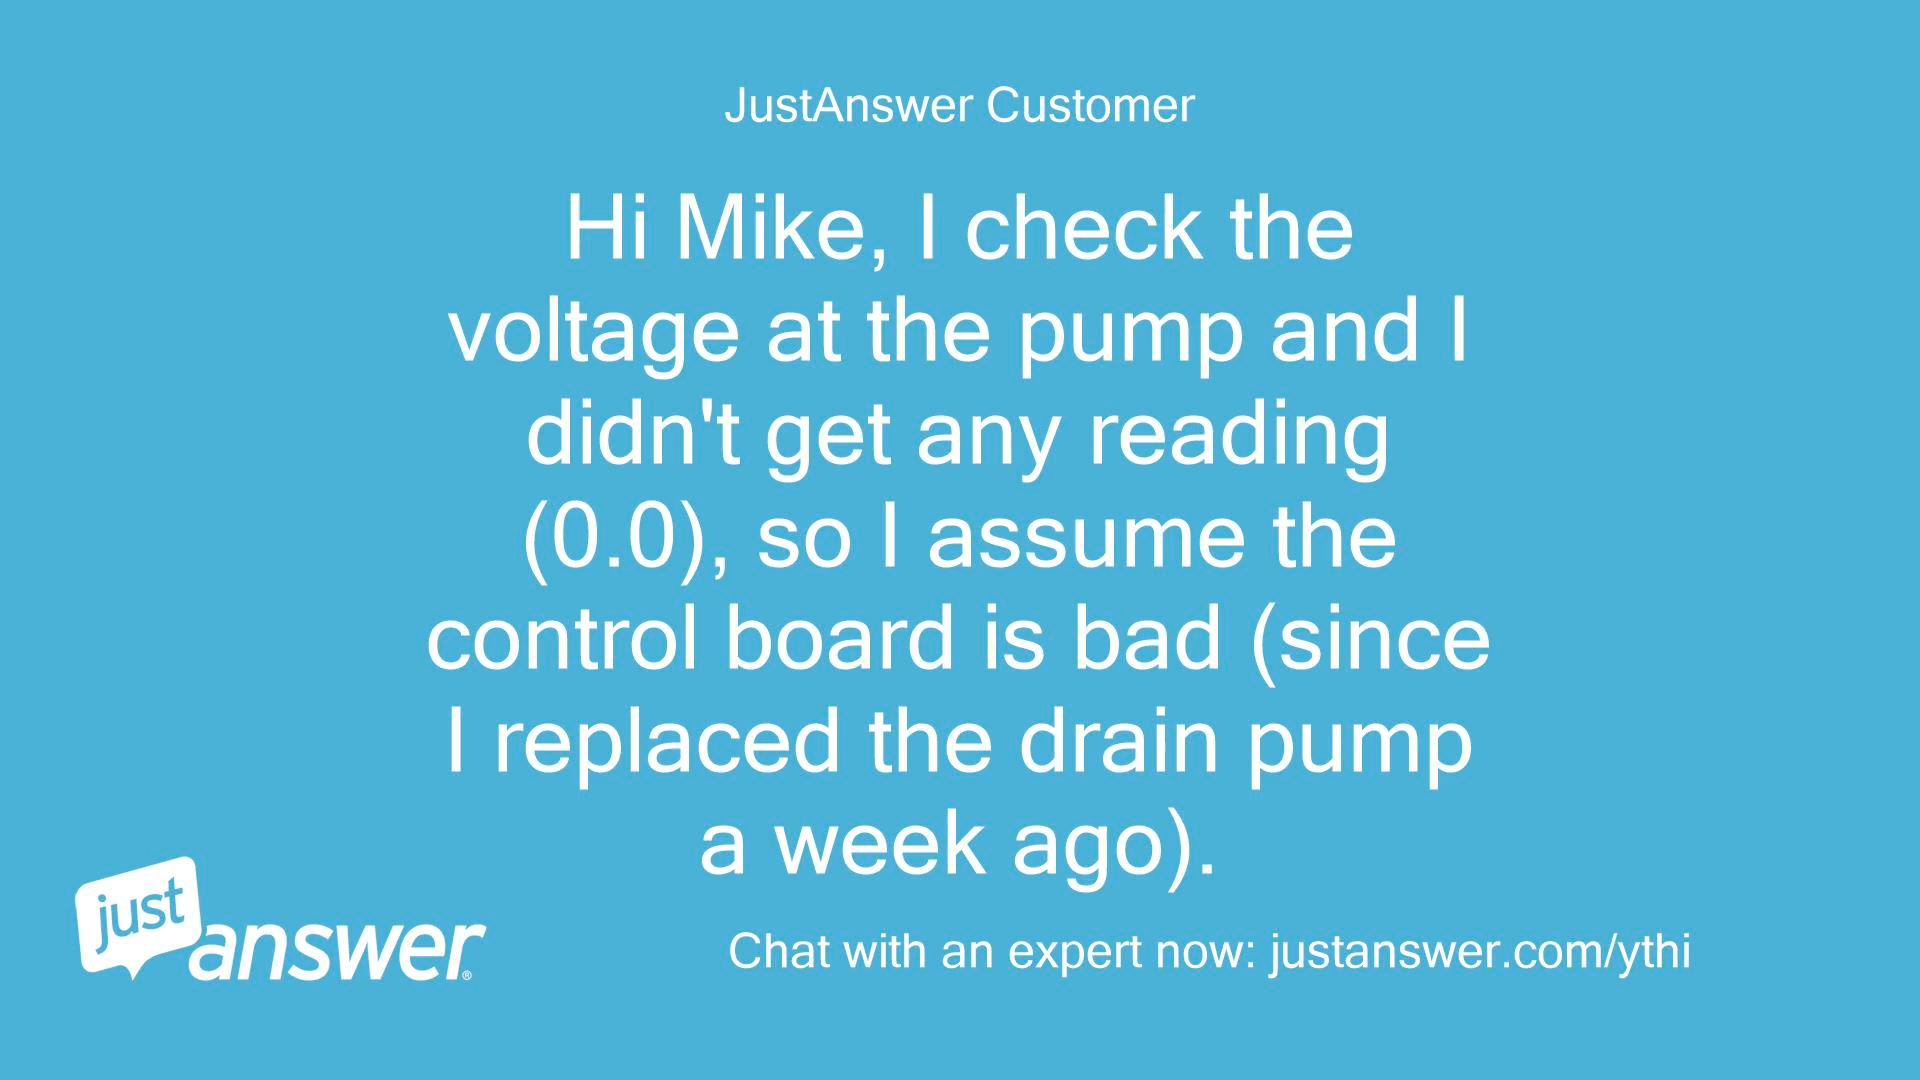 JustAnswer Customer
Hi Mike, I check the
voltage at the pump and I
didn't get any reading
(0.0), so I assume the
control board is bad (since
I replaced the drain pump
a week ago).
just
answer®
Chat with an expert now: justanswer.com/ythi